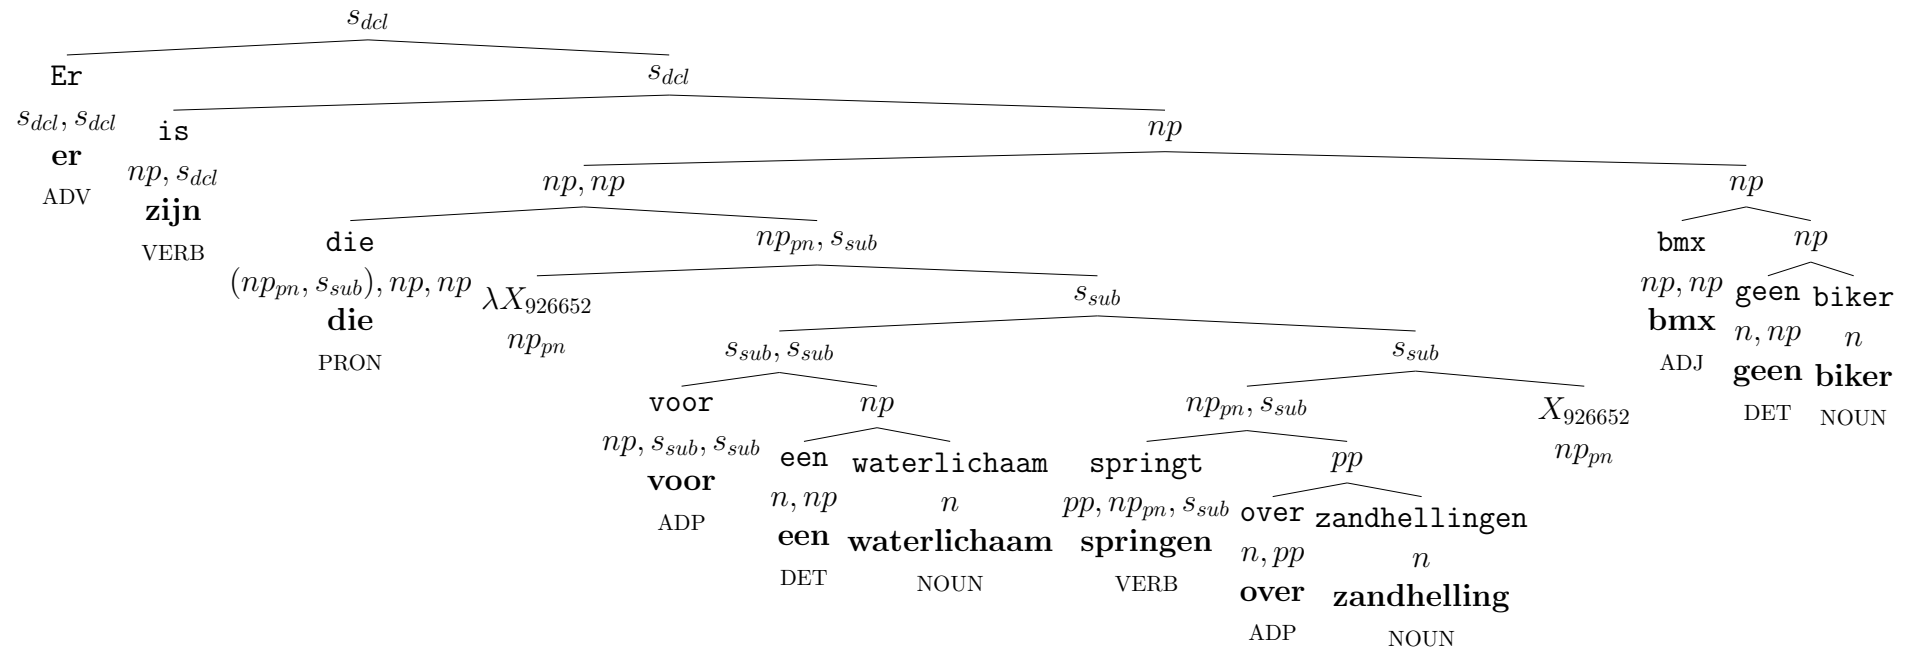 s_dcl
Er
s_dcl, s_dcl
er
ADV
s_dcl
is
np, s_dcl
zijn
VERB
np
np, np
die
(np_pn, s_sub), np, np
die
PRON
np_pn, s_sub
λX_926652
np_pn
s_sub
s_sub, s_sub
voor
np, s_sub, s_sub
voor
ADP
np
een
n, np
een
DET
waterlichaam
n
waterlichaam
NOUN
s_sub
np_pn, s_sub
springt
pp, np_pn, s_sub
springen
VERB
pp
over
n, pp
over
ADP
zandhellingen
n
zandhelling
NOUN
X_926652
np_pn
np
bmx
np, np
bmx
ADJ
np
geen
n, np
geen
DET
biker
n
biker
NOUN